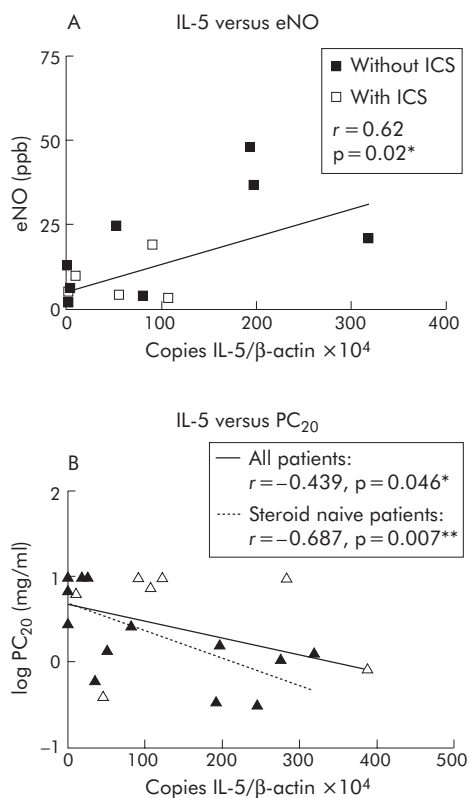 A
IL-5 versus eNO
75
50
25
0
eNO (ppb)
■ Without ICS
□ With ICS
r = 0.62
p = 0.02*
0 100 200 300 400
Copies IL-5/β-actin ×10⁴
IL-5 versus PC₂₀
B
All patients:
r = –0.439, p = 0.046*
Steroid naive patients:
r = –0.687, p = 0.007**
2
1
0
–1
log PC₂₀ (mg/ml)
0 100 200 300 400 500
Copies IL-5/β-actin ×10⁴